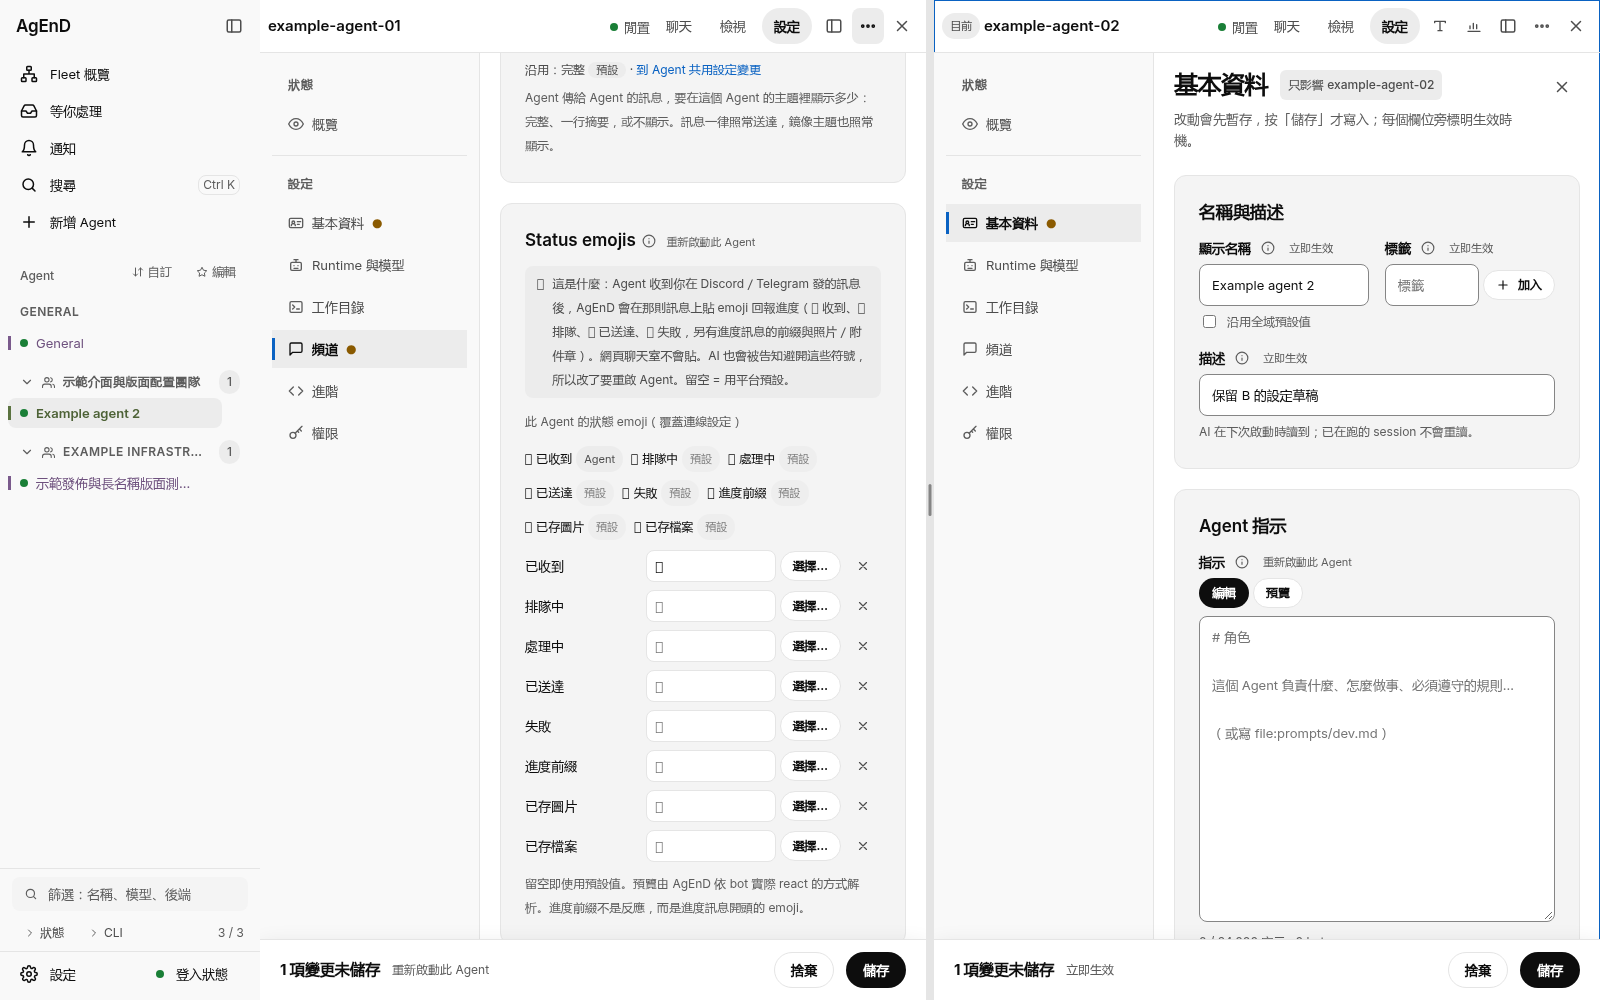 AgEnD
Fleet 概覽
等你處理
通知
搜尋
Ctrl K
新增 Agent
Agent
自訂
編輯
GENERAL
General
示範介面與版面配置團隊
1
Example agent 2
EXAMPLE INFRASTR...
1
示範發佈與長名稱版面測...
篩選：名稱、模型、後端
狀態
CLI
3 / 3
設定
登入狀態
example-agent-01
閒置
聊天
檢視
設定
狀態
概覽
設定
基本資料
Runtime 與模型
工作目錄
頻道
進階
權限
沿用：完整 預設 · 到 Agent 共用設定變更
Agent 傳給 Agent 的訊息，要在這個 Agent 的主題裡顯示多少：
完整、一行摘要，或不顯示。訊息一律照常送達，鏡像主題也照常
顯示。
Status emojis
重新啟動此 Agent
這是什麼：Agent 收到你在 Discord / Telegram 發的訊息
後，AgEnD 會在那則訊息上貼 emoji 回報進度（ 收到、
排隊、 已送達、 失敗，另有進度訊息的前綴與照片 / 附
件章）。網頁聊天室不會貼。AI 也會被告知避開這些符號，
所以改了要重啟 Agent。留空 = 用平台預設。
此 Agent 的狀態 emoji（覆蓋連線設定）
已收到 Agent 排隊中 預設 處理中 預設
已送達 預設 失敗 預設 進度前綴 預設
已存圖片 預設 已存檔案 預設
已收到 選擇...
排隊中 選擇...
處理中 選擇...
已送達 選擇...
失敗 選擇...
進度前綴 選擇...
已存圖片 選擇...
已存檔案 選擇...
留空即使用預設值。預覽由 AgEnD 依 bot 實際 react 的方式解
析。進度前綴不是反應，而是進度訊息開頭的 emoji。
1 項變更未儲存
重新啟動此 Agent
捨棄
儲存
目前
example-agent-02
閒置
聊天
檢視
設定
狀態
概覽
設定
基本資料
Runtime 與模型
工作目錄
頻道
進階
權限
基本資料
只影響 example-agent-02
改動會先暫存，按「儲存」才寫入；每個欄位旁標明生效時
機。
名稱與描述
顯示名稱 立即生效
標籤 立即生效
Example agent 2
標籤
加入
沿用全域預設值
描述 立即生效
保留 B 的設定草稿
AI 在下次啟動時讀到；已在跑的 session 不會重讀。
Agent 指示
指示 重新啟動此 Agent
編輯
預覽
# 角色
這個 Agent 負責什麼、怎麼做事、必須遵守的規則...
（或寫 file:prompts/dev.md）
1 項變更未儲存
立即生效
捨棄
儲存